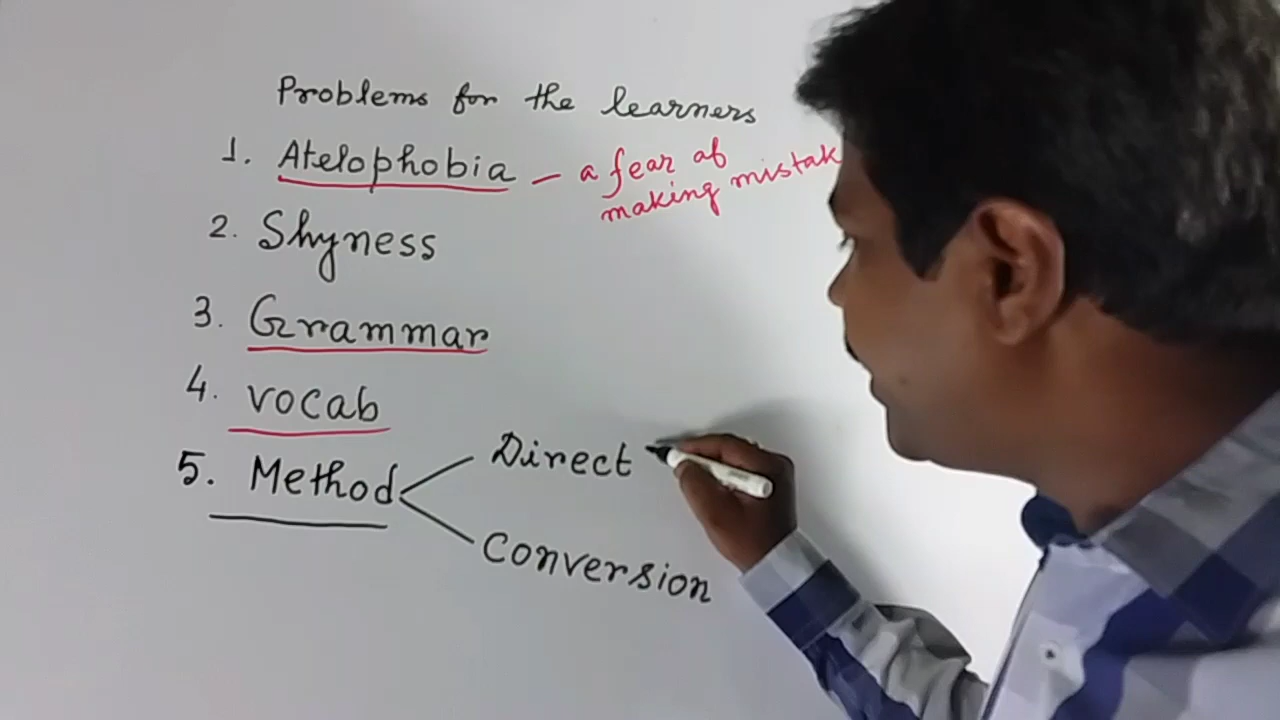 Problems for the learners
1. Atelophobia – a fear of
making mistak
2. Shyness
3. Grammar
4. vocab
5. Method
Direct
Conversion